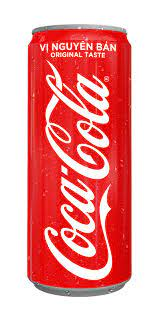 VỊ NGUYÊN BẢN
ORIGINAL TASTE
Coca-Cola
®